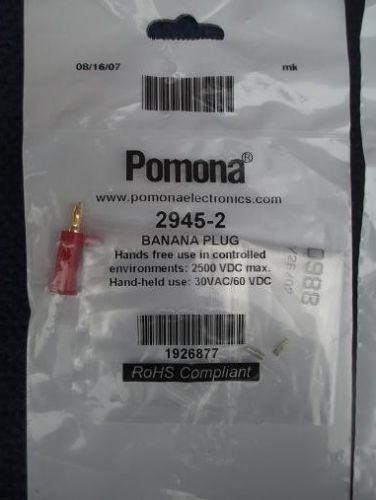 08/16/07 mk
Pomona®
www.pomonaelectronics.com
2945-2
BANANA PLUG
Hands free use in controlled
environments: 2500 VDC max.
Hand-held use: 30VAC/60 VDC
1926877
RoHS Compliant